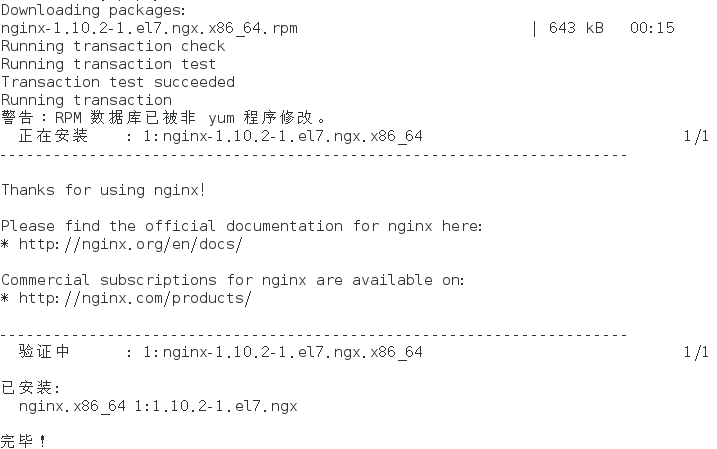 Downloading packages:
nginx-1.10.2-1.el7.ngx.x86_64.rpm | 643 kB 00:15
Running transaction check
Running transaction test
Transaction test succeeded
Running transaction
警告：RPM 数据库已被非 yum 程序修改。
正在安装 : 1:nginx-1.10.2-1.el7.ngx.x86_64 1/1
----------------------------------------------------------------------
Thanks for using nginx!
Please find the official documentation for nginx here:
* http://nginx.org/en/docs/
Commercial subscriptions for nginx are available on:
* http://nginx.com/products/
----------------------------------------------------------------------
验证中 : 1:nginx-1.10.2-1.el7.ngx.x86_64 1/1
已安装:
nginx.x86_64 1:1.10.2-1.el7.ngx
完毕！